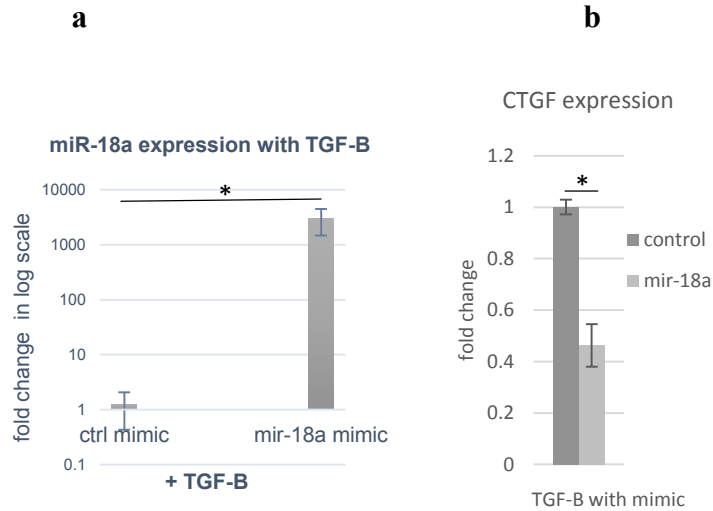 a
b
miR-18a expression with TGF-B
*
fold change in log scale
10000
1000
100
10
1
0.1
ctrl mimic
mir-18a mimic
+ TGF-B
CTGF expression
*
fold change
1.2
1
0.8
0.6
0.4
0.2
0
control
mir-18a
TGF-B with mimic